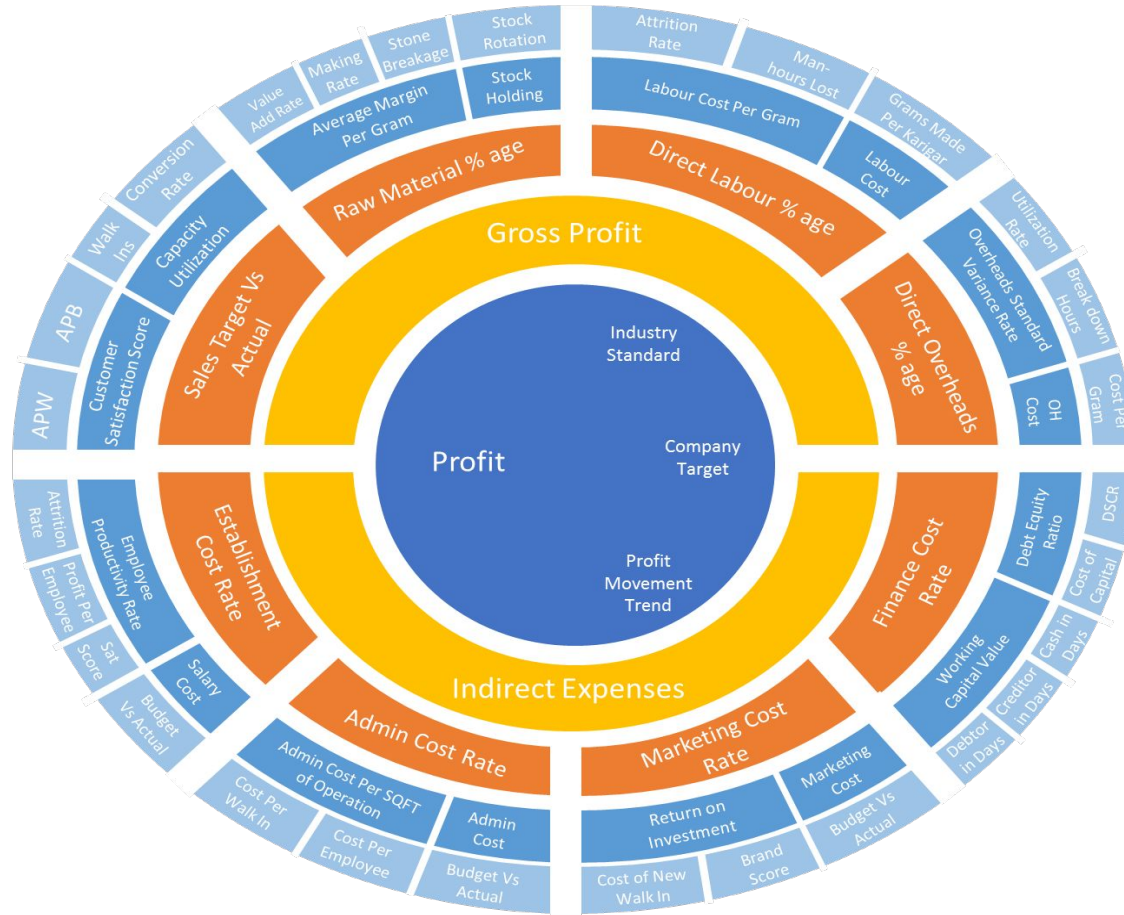 Profit
Industry
Standard
Company
Target
Profit
Movement
Trend
Gross Profit
Indirect Expenses
Sales Target Vs
Actual
Raw Material % age
Direct Labour % age
Direct Overheads
% age
Finance Cost
Rate
Marketing Cost
Rate
Admin Cost Rate
Establishment
Cost Rate
Customer
Satisfaction Score
Capacity
Utilization
Average Margin
Per Gram
Stock
Holding
Labour Cost Per Gram
Labour
Cost
Overheads Standard
Variance Rate
OH
Cost
Debt Equity
Ratio
Working
Capital Value
Marketing
Cost
Return on
Investment
Admin
Cost
Admin Cost Per SQFT
of Operation
Salary
Cost
Employee
Productivity Rate
APW
APB
Walk
Ins
Conversion
Rate
Value
Add Rate
Making
Rate
Stone
Breakage
Stock
Rotation
Attrition
Rate
Man-
hours Lost
Grams Made
Per Karigar
Utilization
Rate
Break down
Hours
Cost Per
Gram
DSCR
Cost of
Capital
Cash in
Days
Creditor
in Days
Debtor
in Days
Budget Vs
Actual
Brand
Score
Cost of New
Walk In
Budget Vs
Actual
Cost Per
Employee
Cost Per
Walk In
Budget
Vs Actual
Sat
Score
Profit Per
Employee
Attrition
Rate